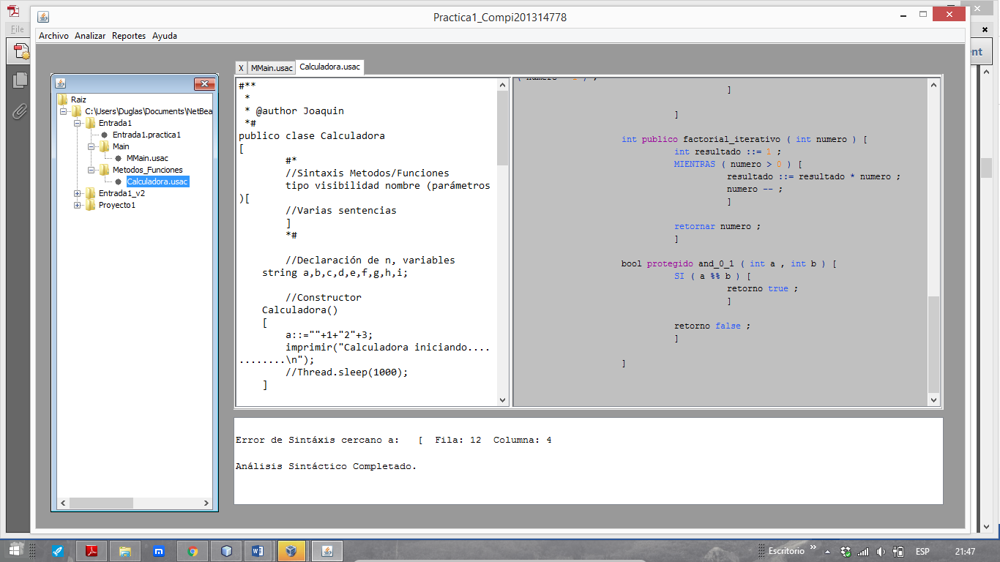 Practica1_Compi201314778
File
Archivo Analizar Reportes Ayuda
nt
Raiz
C:\Users\Duglas\Documents\NetBea
Entrada1
Entrada1.practica1
Main
MMain.usac
Metodos_Funciones
Calculadora.usac
Entrada1_v2
Proyecto1
X MMain.usac Calculadora.usac
#**
*
* @author Joaquin
*#
publico clase Calculadora
[
#*
//Sintaxis Metodos/Funciones
tipo visibilidad nombre (parámetros
)[
//Varias sentencias
]
*#
//Declaración de n, variables
string a,b,c,d,e,f,g,h,i;
//Constructor
Calculadora()
[
a::=""+1+"2"+3;
imprimir("Calculadora iniciando....
........\n");
//Thread.sleep(1000);
]
]
]
int publico factorial_iterativo ( int numero ) [
int resultado ::= 1 ;
MIENTRAS ( numero > 0 ) [
resultado ::= resultado * numero ;
numero -- ;
]
retornar numero ;
]
bool protegido and_0_1 ( int a , int b ) [
SI ( a %% b ) [
retorno true ;
]
retorno false ;
]
]
Error de Sintáxis cercano a: [ Fila: 12 Columna: 4
Análisis Sintáctico Completado.
Escritorio ESP 21:47